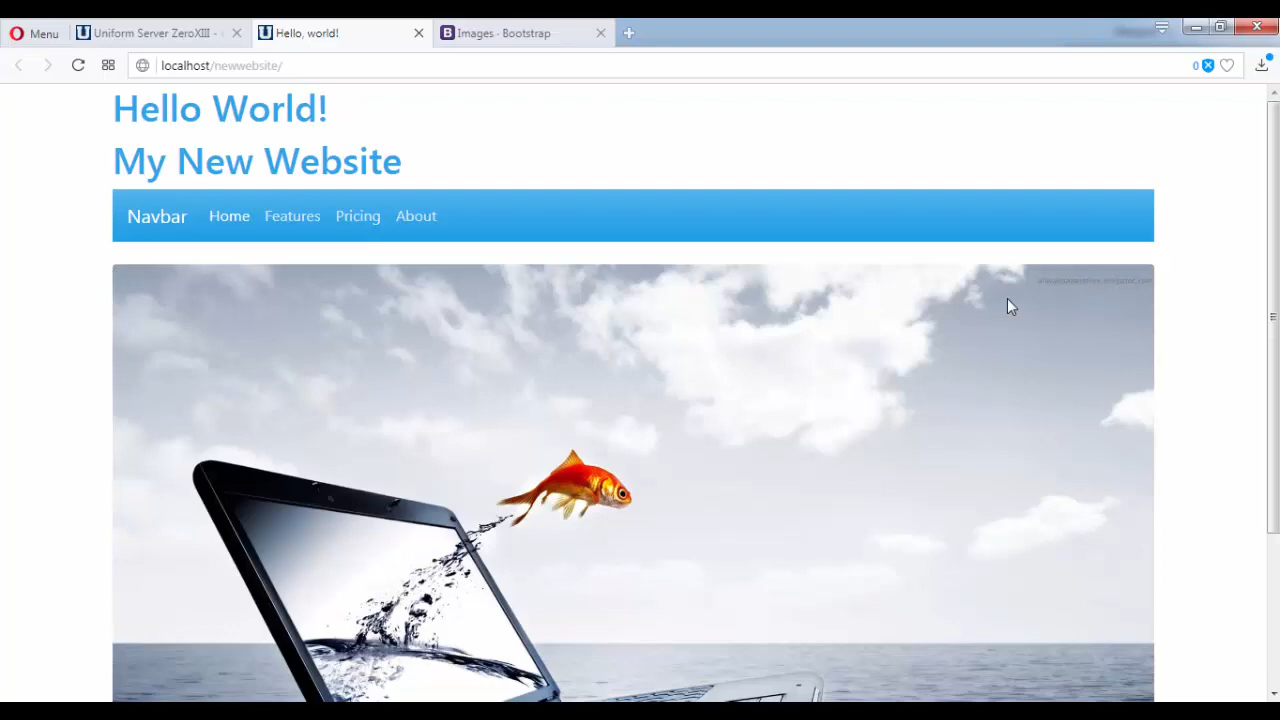 Menu
Uniform Server ZeroXIII -
Hello, world!
Images · Bootstrap
localhost/newwebsite/
0
Hello World!
My New Website
Navbar Home Features Pricing About